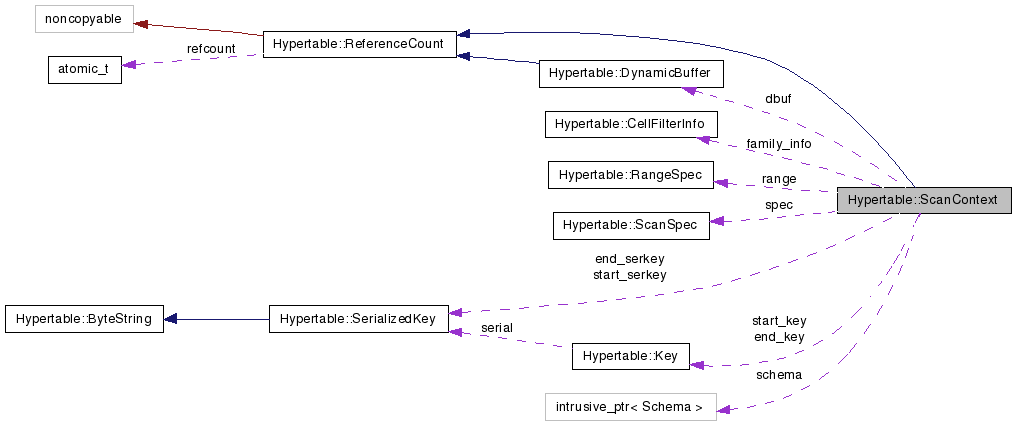 noncopyable
Hypertable::ReferenceCount
refcount
atomic_t
Hypertable::DynamicBuffer
dbuf
Hypertable::CellFilterInfo
family_info
Hypertable::RangeSpec
range
Hypertable::ScanContext
spec
Hypertable::ScanSpec
end_serkey
start_serkey
Hypertable::ByteString
Hypertable::SerializedKey
serial
start_key
end_key
Hypertable::Key
schema
intrusive_ptr< Schema >